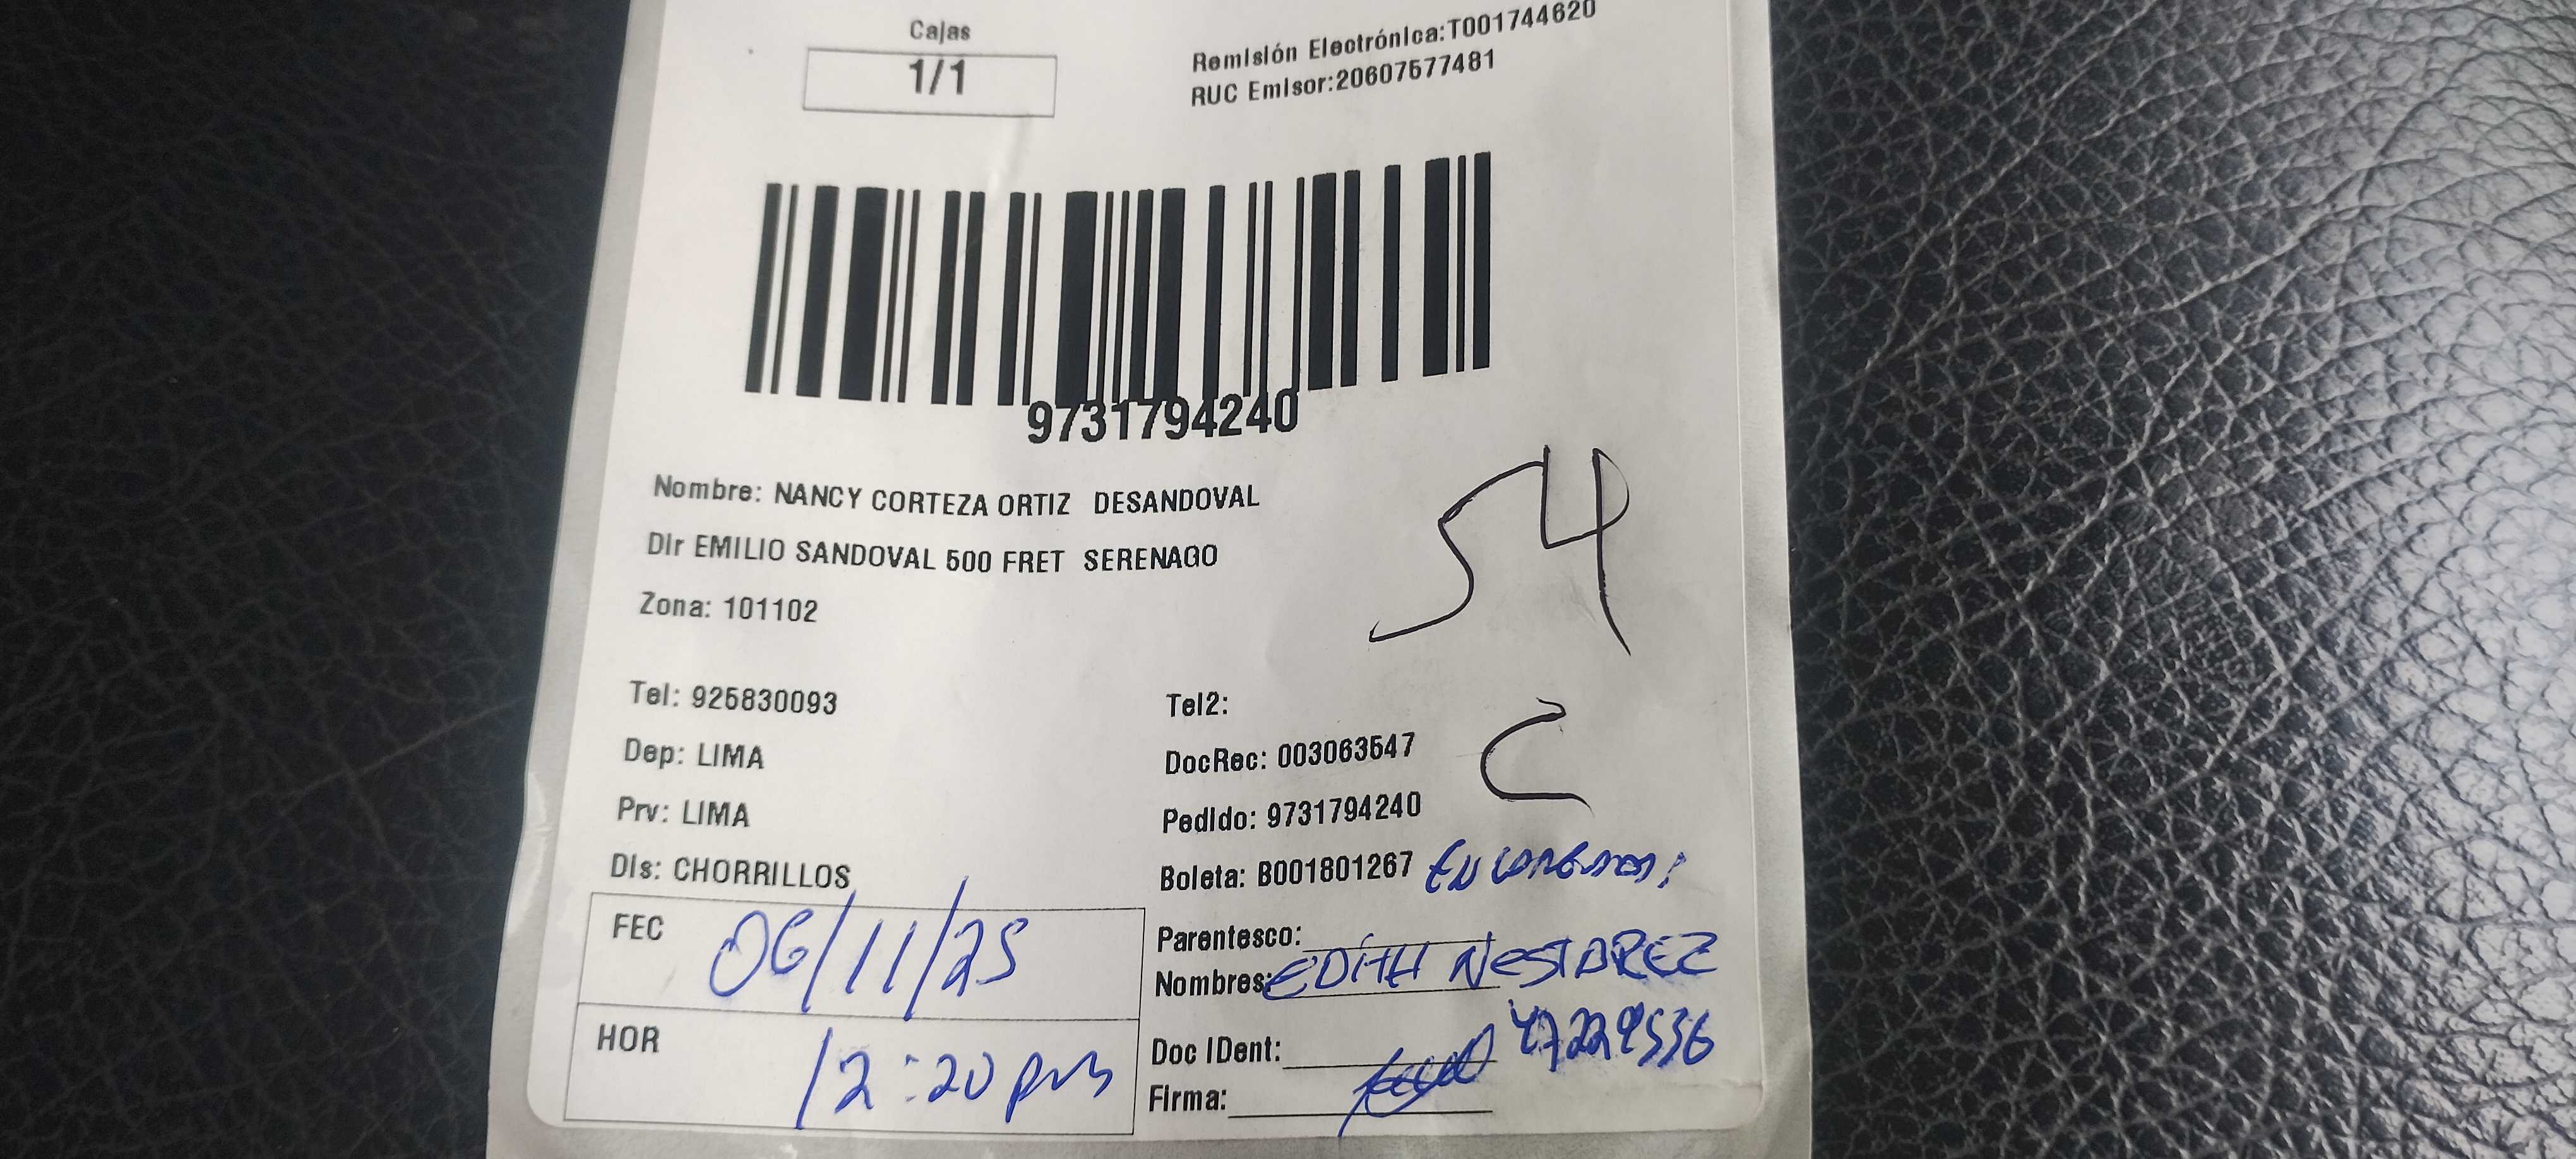 Cajas
1/1
Remisión Electrónica:T001744620
RUC Emisor:20607577481
9731794240
Nombre: NANCY CORTEZA ORTIZ DESANDOVAL
Dir EMILIO SANDOVAL 500 FRET SERENAGO
Zona: 101102
54
Tel: 925830093
Tel2:
C
Dep: LIMA
DocRec: 003063547
Prv: LIMA
Pedido: 9731794240
Dis: CHORRILLOS
Boleta: B001801267
FEC 06/11/25
Parentesco:
Nombres: EDITH NESTAREZ
HOR 12:20 pm
Doc IDent:
Firma: